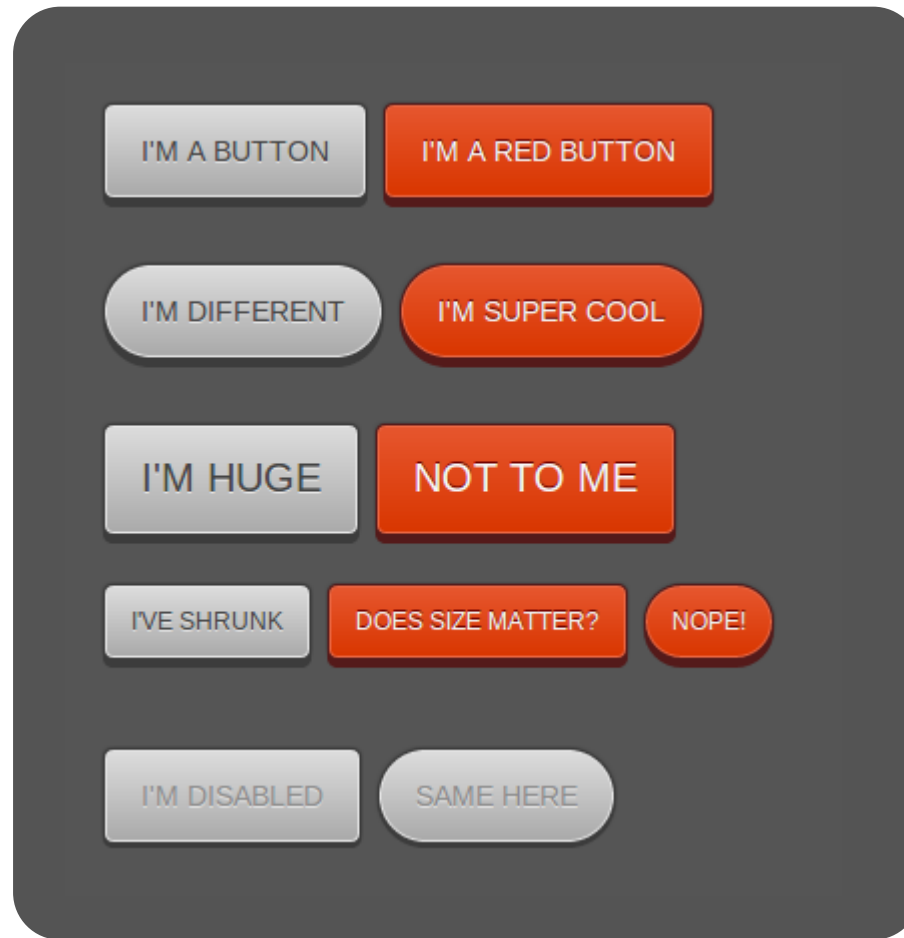 I'M A BUTTON
I'M A RED BUTTON
I'M DIFFERENT
I'M SUPER COOL
I'M HUGE
NOT TO ME
I'VE SHRUNK
DOES SIZE MATTER?
NOPE!
I'M DISABLED
SAME HERE